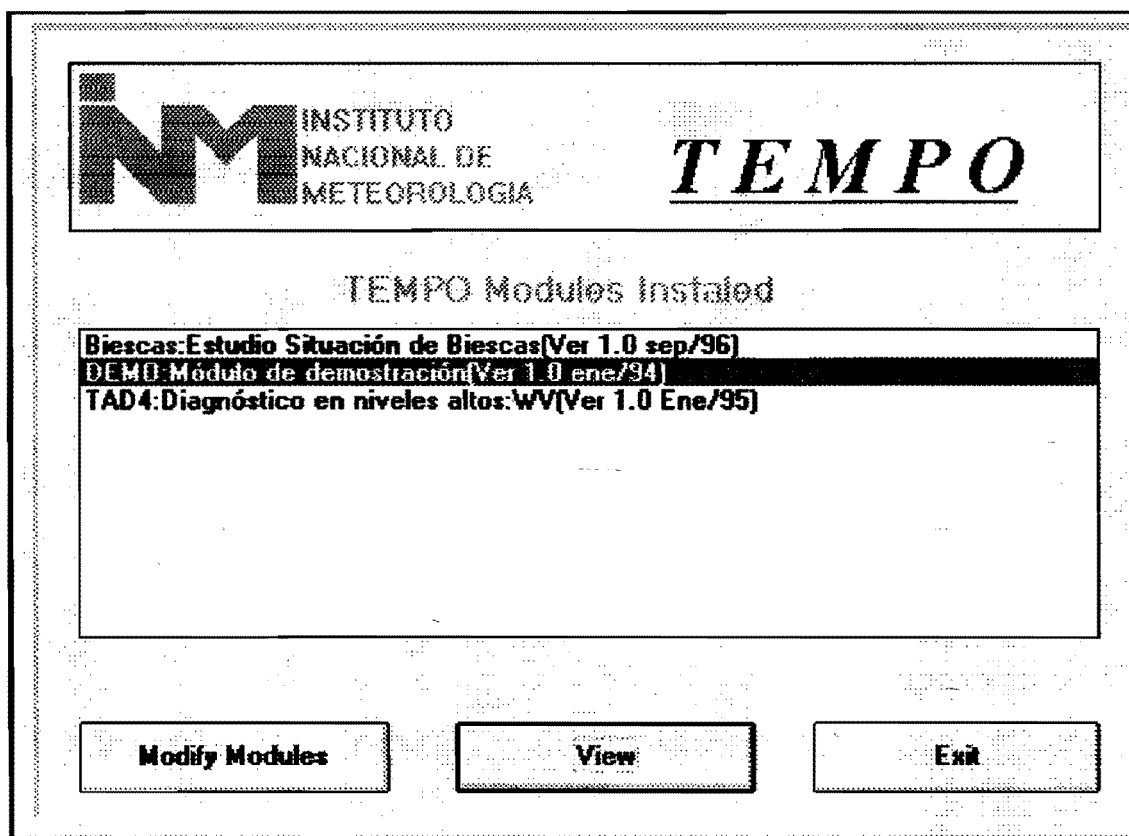 INM
INSTITUTO
NACIONAL DE
METEOROLOGIA
TEMPO
TEMPO Modules Instaled
Biescas:Estudio Situación de Biescas(Ver 1.0 sep/96)
DEMO:Módulo de demostración(Ver 1.0 ene/94)
TAD4:Diagnóstico en niveles altos:WV(Ver 1.0 Ene/95)
Modify Modules
View
Exit